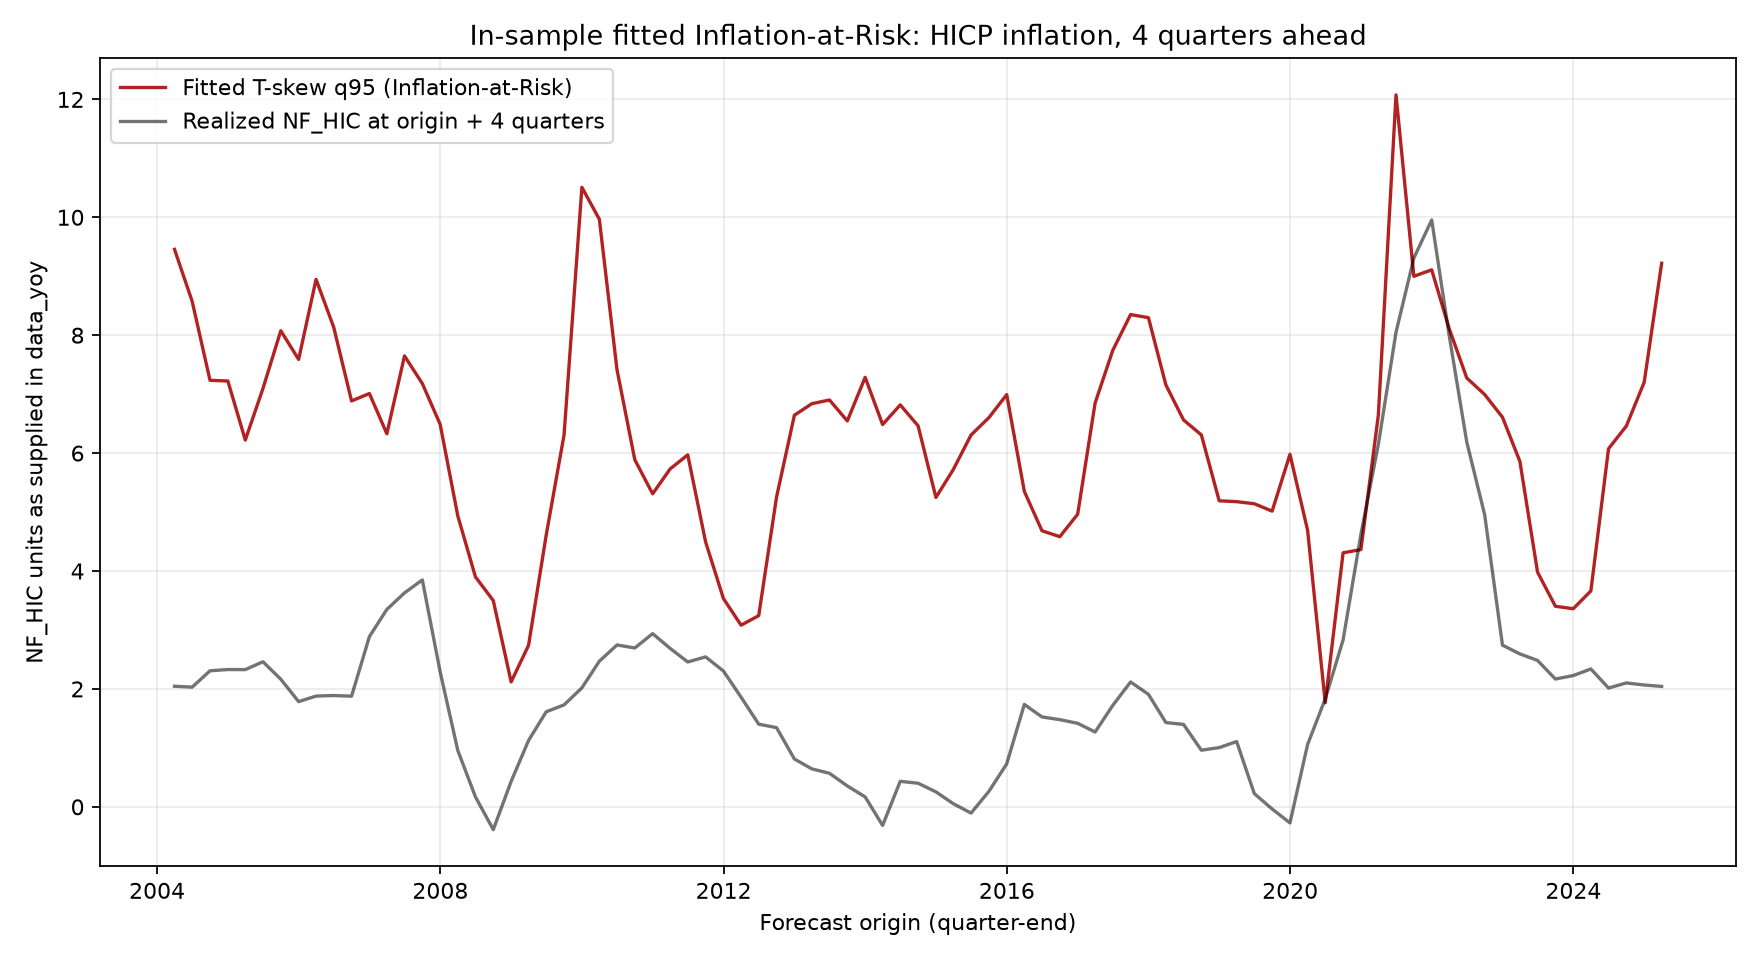 In-sample fitted Inflation-at-Risk: HICP inflation, 4 quarters ahead
Fitted T-skew q95 (Inflation-at-Risk)
Realized NF_HIC at origin + 4 quarters
NF_HIC units as supplied in data_yoy
12
10
8
6
4
2
0
2004 2008 2012 2016 2020 2024
Forecast origin (quarter-end)